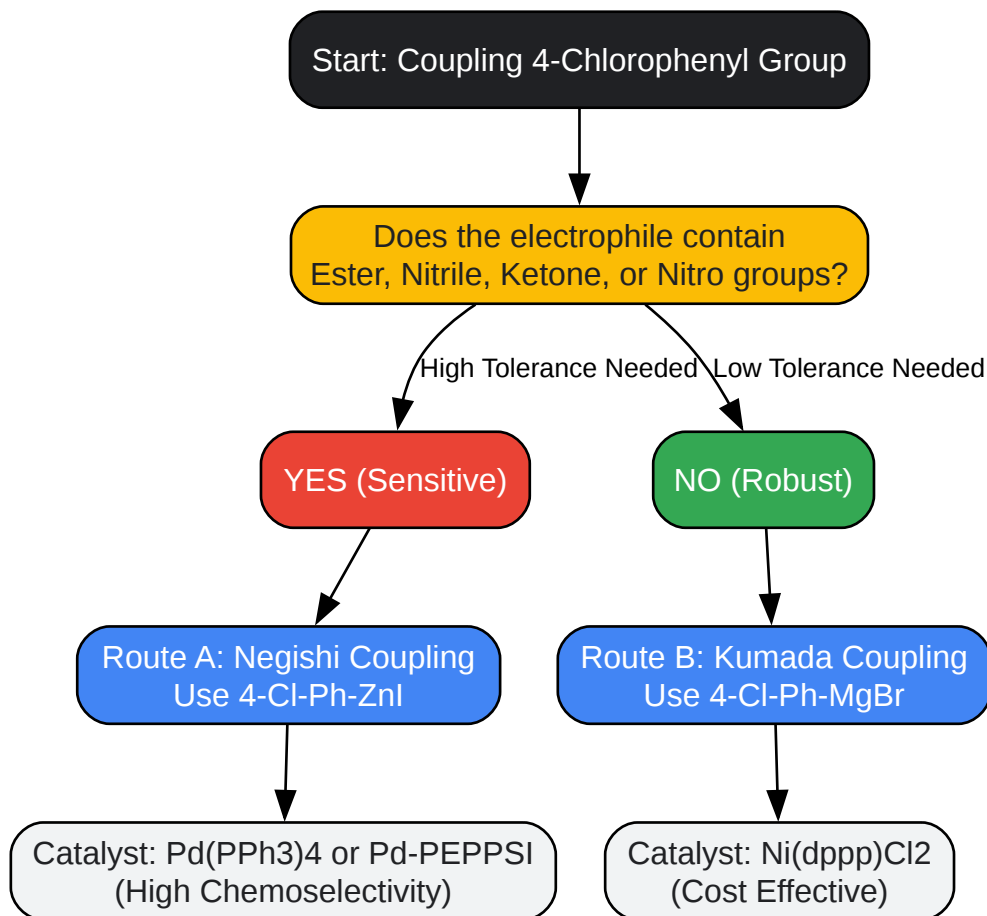 Start: Coupling 4-Chlorophenyl Group
Does the electrophile contain
Ester, Nitrile, Ketone, or Nitro groups?
High Tolerance Needed
Low Tolerance Needed
YES (Sensitive)
NO (Robust)
Route A: Negishi Coupling
Use 4-Cl-Ph-ZnI
Route B: Kumada Coupling
Use 4-Cl-Ph-MgBr
Catalyst: Pd(PPh3)4 or Pd-PEPPSI
(High Chemoselectivity)
Catalyst: Ni(dppp)Cl2
(Cost Effective)